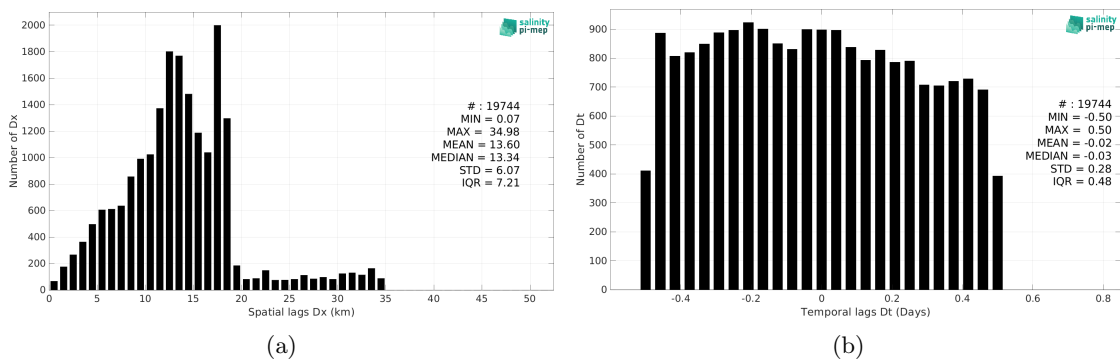 2000
1800
1600
1400
1200
1000
800
600
400
200
0
Number of Dx
0 5 10 15 20 25 30 35 40 45 50
Spatial lags Dx (km)
salinity
pi-mep
# : 19744
MIN = 0.07
MAX = 34.98
MEAN = 13.60
MEDIAN = 13.34
STD = 6.07
IQR = 7.21
(a)
900
800
700
600
500
400
300
200
100
0
Number of Dt
-0.4 -0.2 0 0.2 0.4 0.6 0.8
Temporal lags Dt (Days)
salinity
pi-mep
# : 19744
MIN = -0.50
MAX = 0.50
MEAN = -0.02
MEDIAN = -0.03
STD = 0.28
IQR = 0.48
(b)